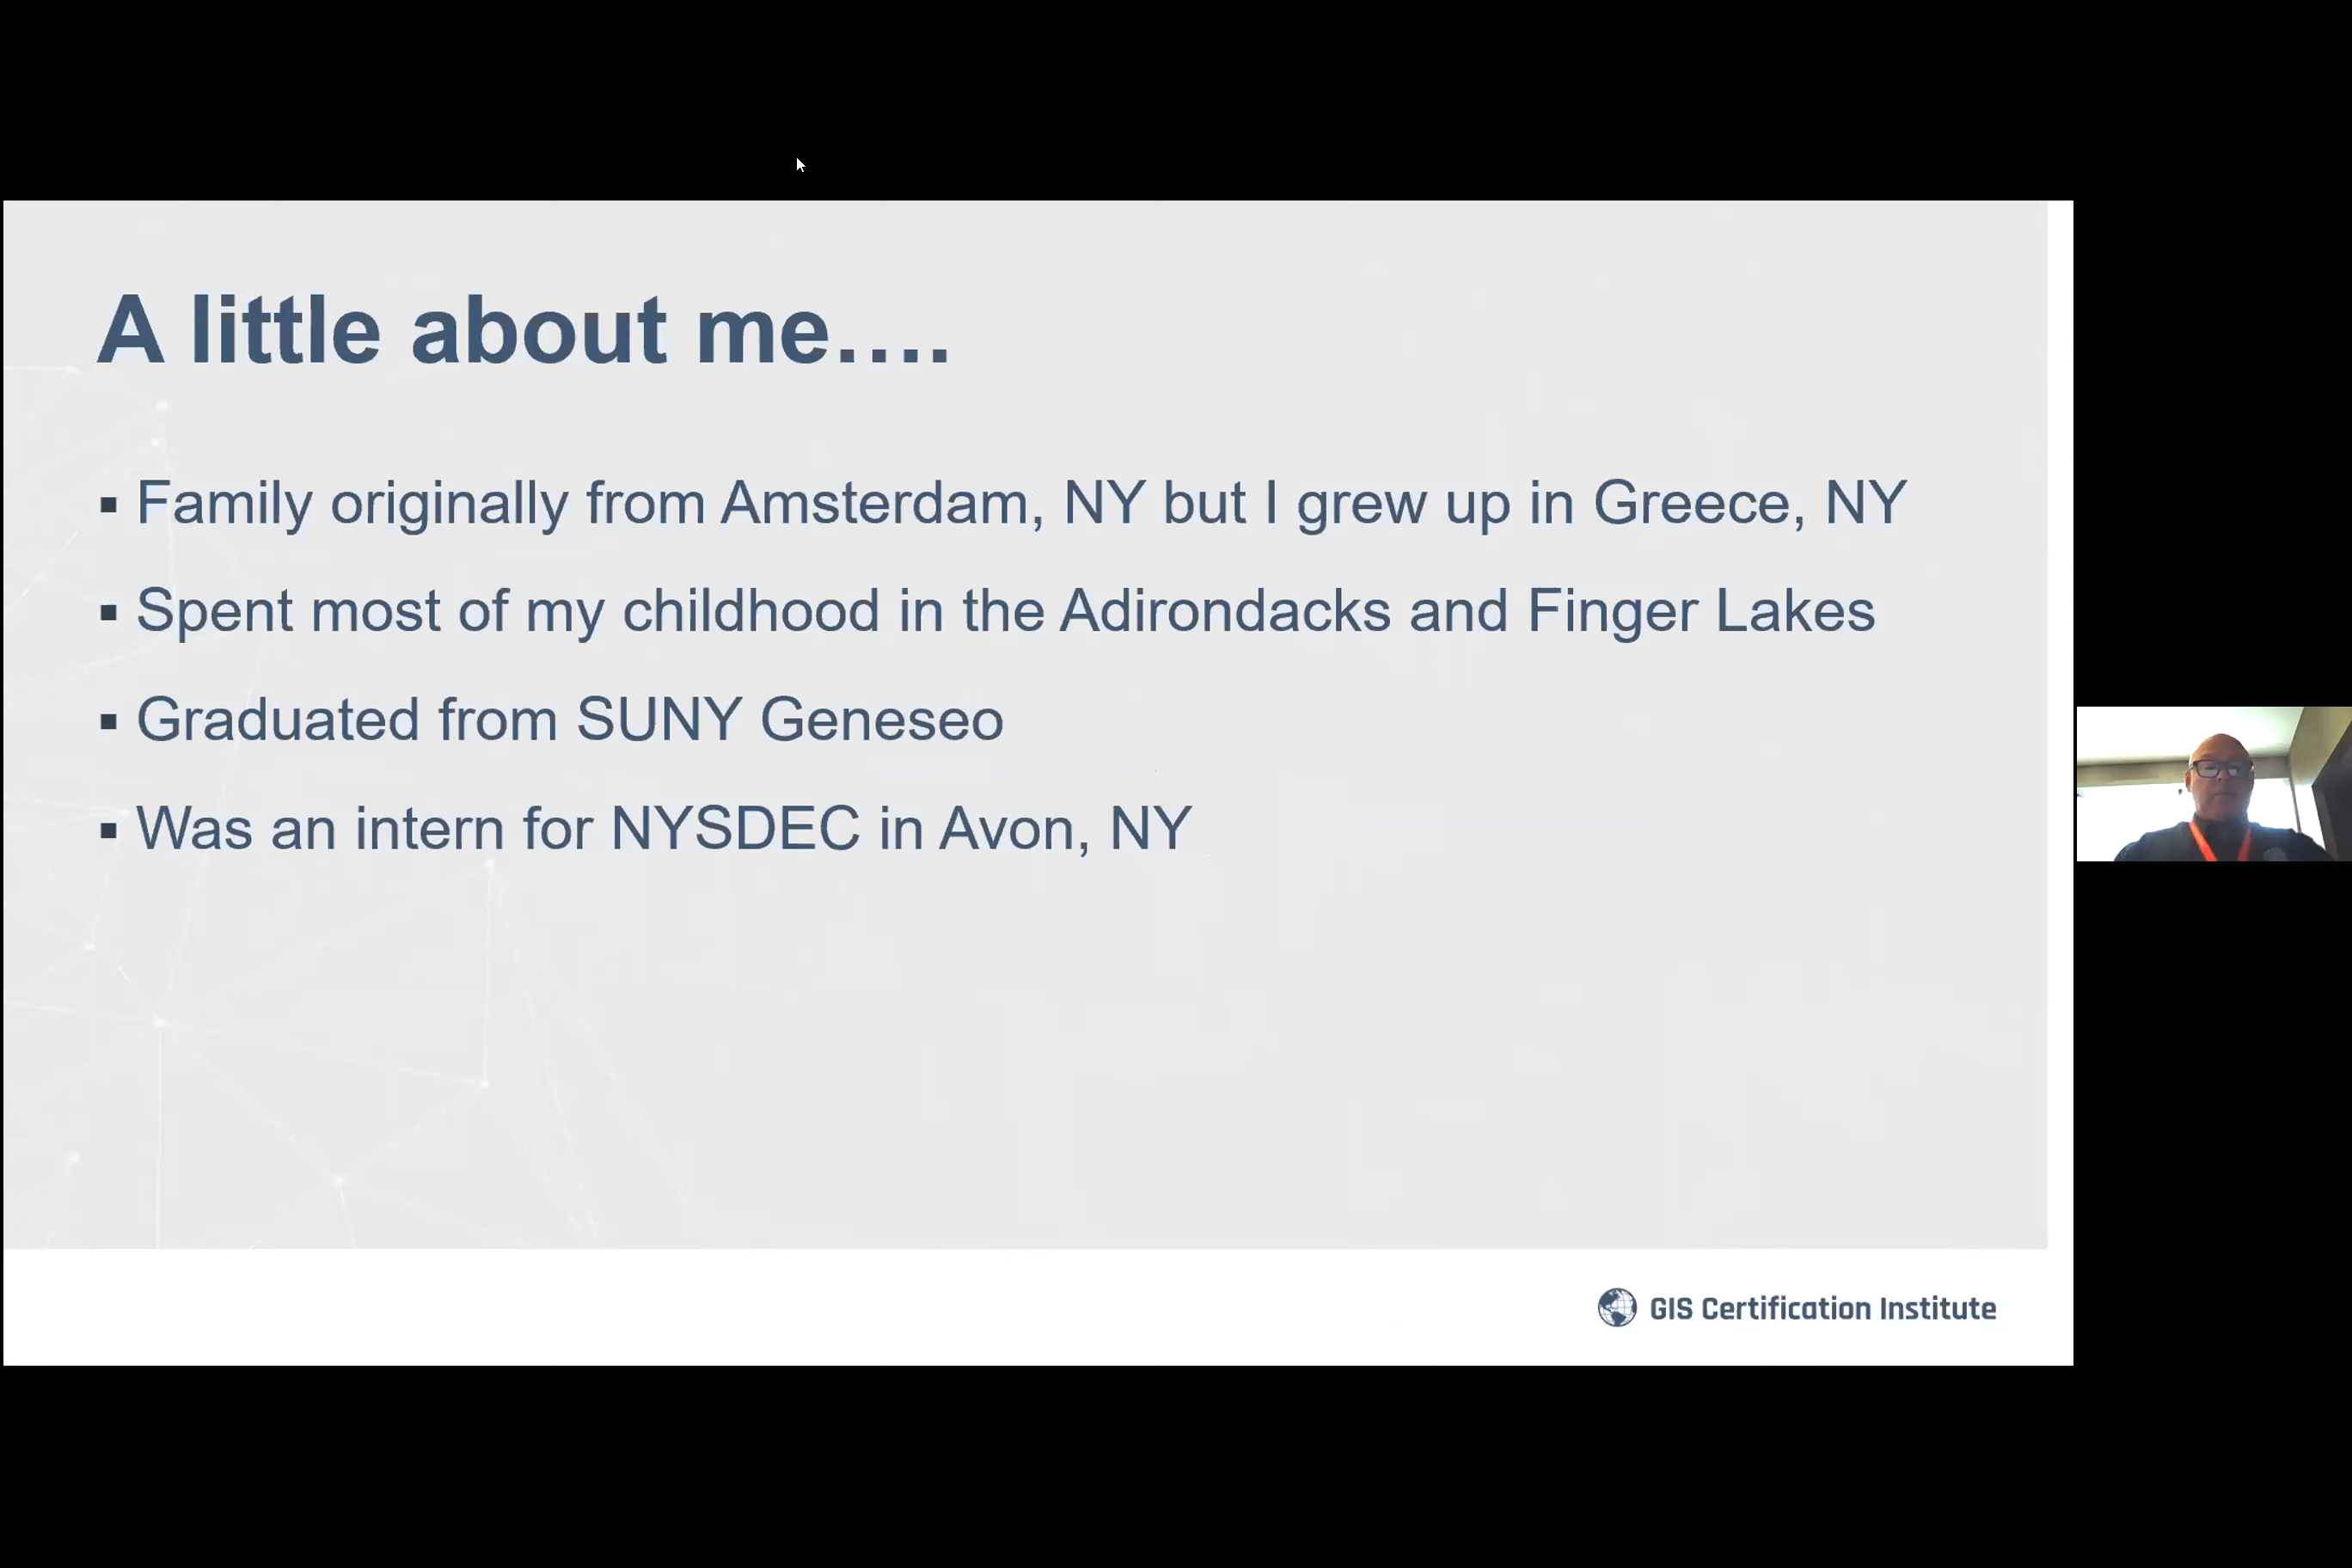 A little about me....
▪ Family originally from Amsterdam, NY but I grew up in Greece, NY
▪ Spent most of my childhood in the Adirondacks and Finger Lakes
▪ Graduated from SUNY Geneseo
▪ Was an intern for NYSDEC in Avon, NY
GIS Certification Institute